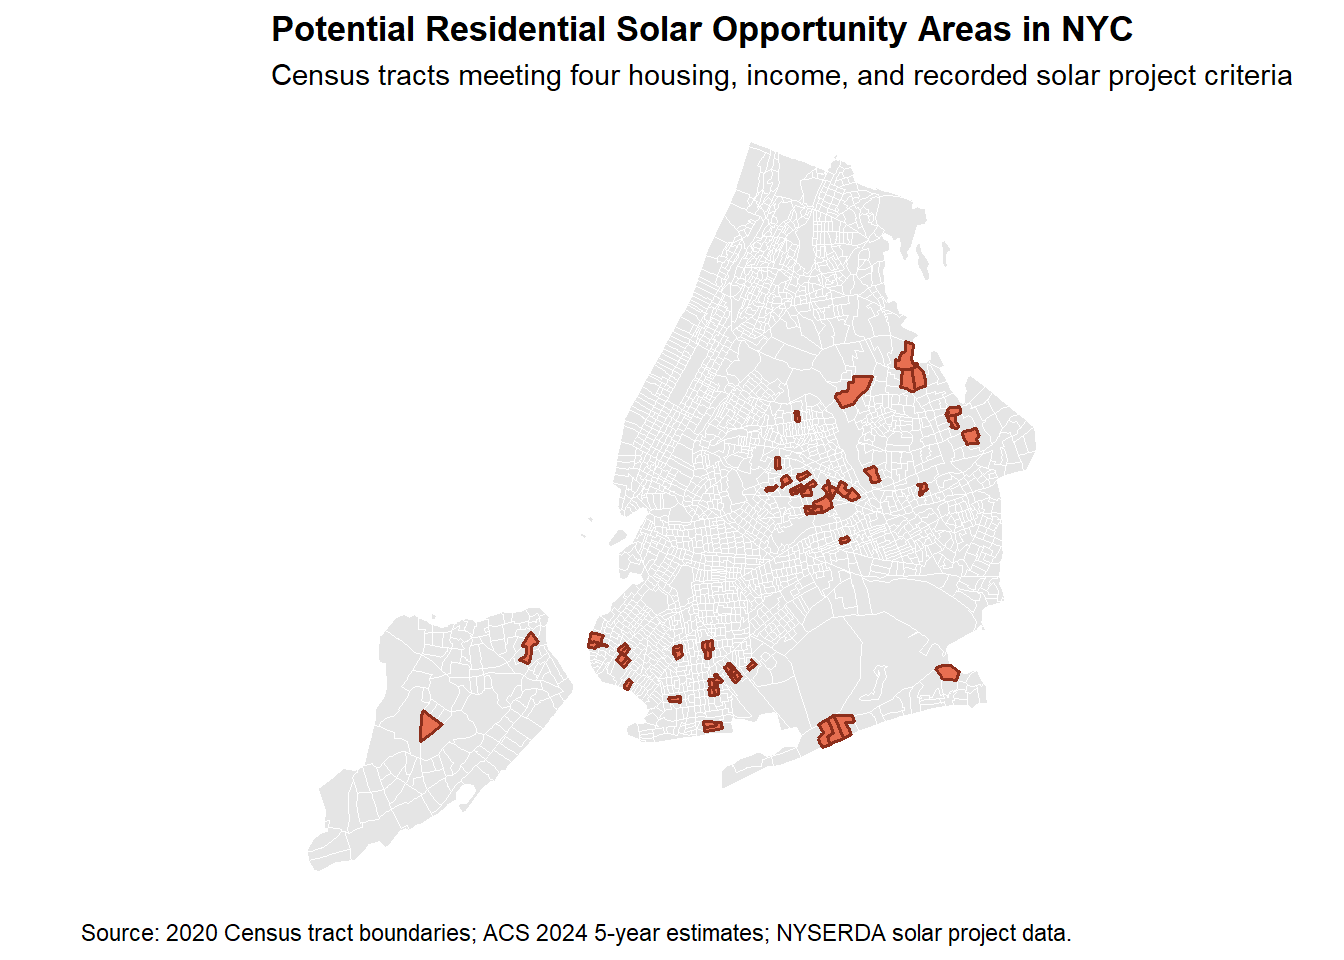 Potential Residential Solar Opportunity Areas in NYC
Census tracts meeting four housing, income, and recorded solar project criteria
Source: 2020 Census tract boundaries; ACS 2024 5-year estimates; NYSERDA solar project data.